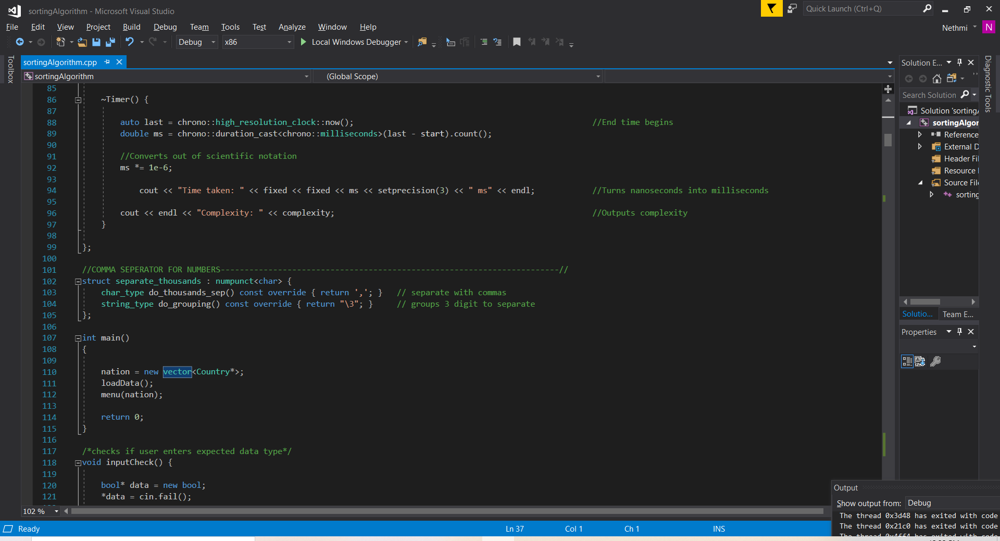 sortingAlgorithm - Microsoft Visual Studio
Quick Launch (Ctrl+Q)
File Edit View Project Build Debug Team Tools Test Analyze Window Help
Nethmi N
Debug x86 Local Windows Debugger
Toolbox
sortingAlgorithm.cpp
sortingAlgorithm (Global Scope)
85
86 ~Timer() {
87
88 auto last = chrono::high_resolution_clock::now(); //End time begins
89 double ms = chrono::duration_cast<chrono::milliseconds>(last - start).count();
90
91 //Converts out of scientific notation
92 ms *= 1e-6;
93
94 cout << "Time taken: " << fixed << fixed << ms << setprecision(3) << " ms" << endl; //Turns nanoseconds into milliseconds
95
96 cout << endl << "Complexity: " << complexity; //Outputs complexity
97 }
98
99 };
100
101 //COMMA SEPERATOR FOR NUMBERS-----------------------------------------------------------------------//
102 struct separate_thousands : numpunct<char> {
103 char_type do_thousands_sep() const override { return ','; } // separate with commas
104 string_type do_grouping() const override { return "\3"; } // groups 3 digit to separate
105 };
106
107 int main()
108 {
109
110 nation = new vector<Country*>;
111 loadData();
112 menu(nation);
113
114 return 0;
115 }
116
117 /*checks if user enters expected data type*/
118 void inputCheck() {
119
120 bool* data = new bool;
121 *data = cin.fail();
102 %
Solution E...
Search Solution
Solution 'sorting
sortingAlgor
Reference
External D
Header Fil
Resource
Source File
sorting
Solutio... Team E...
Properties
Diagnostic Tools
Output
Show output from: Debug
The thread 0x3d48 has exited with code
The thread 0x21c0 has exited with code
The thread 0x4ff4 has exited with code
Ready Ln 37 Col 1 Ch 1 INS